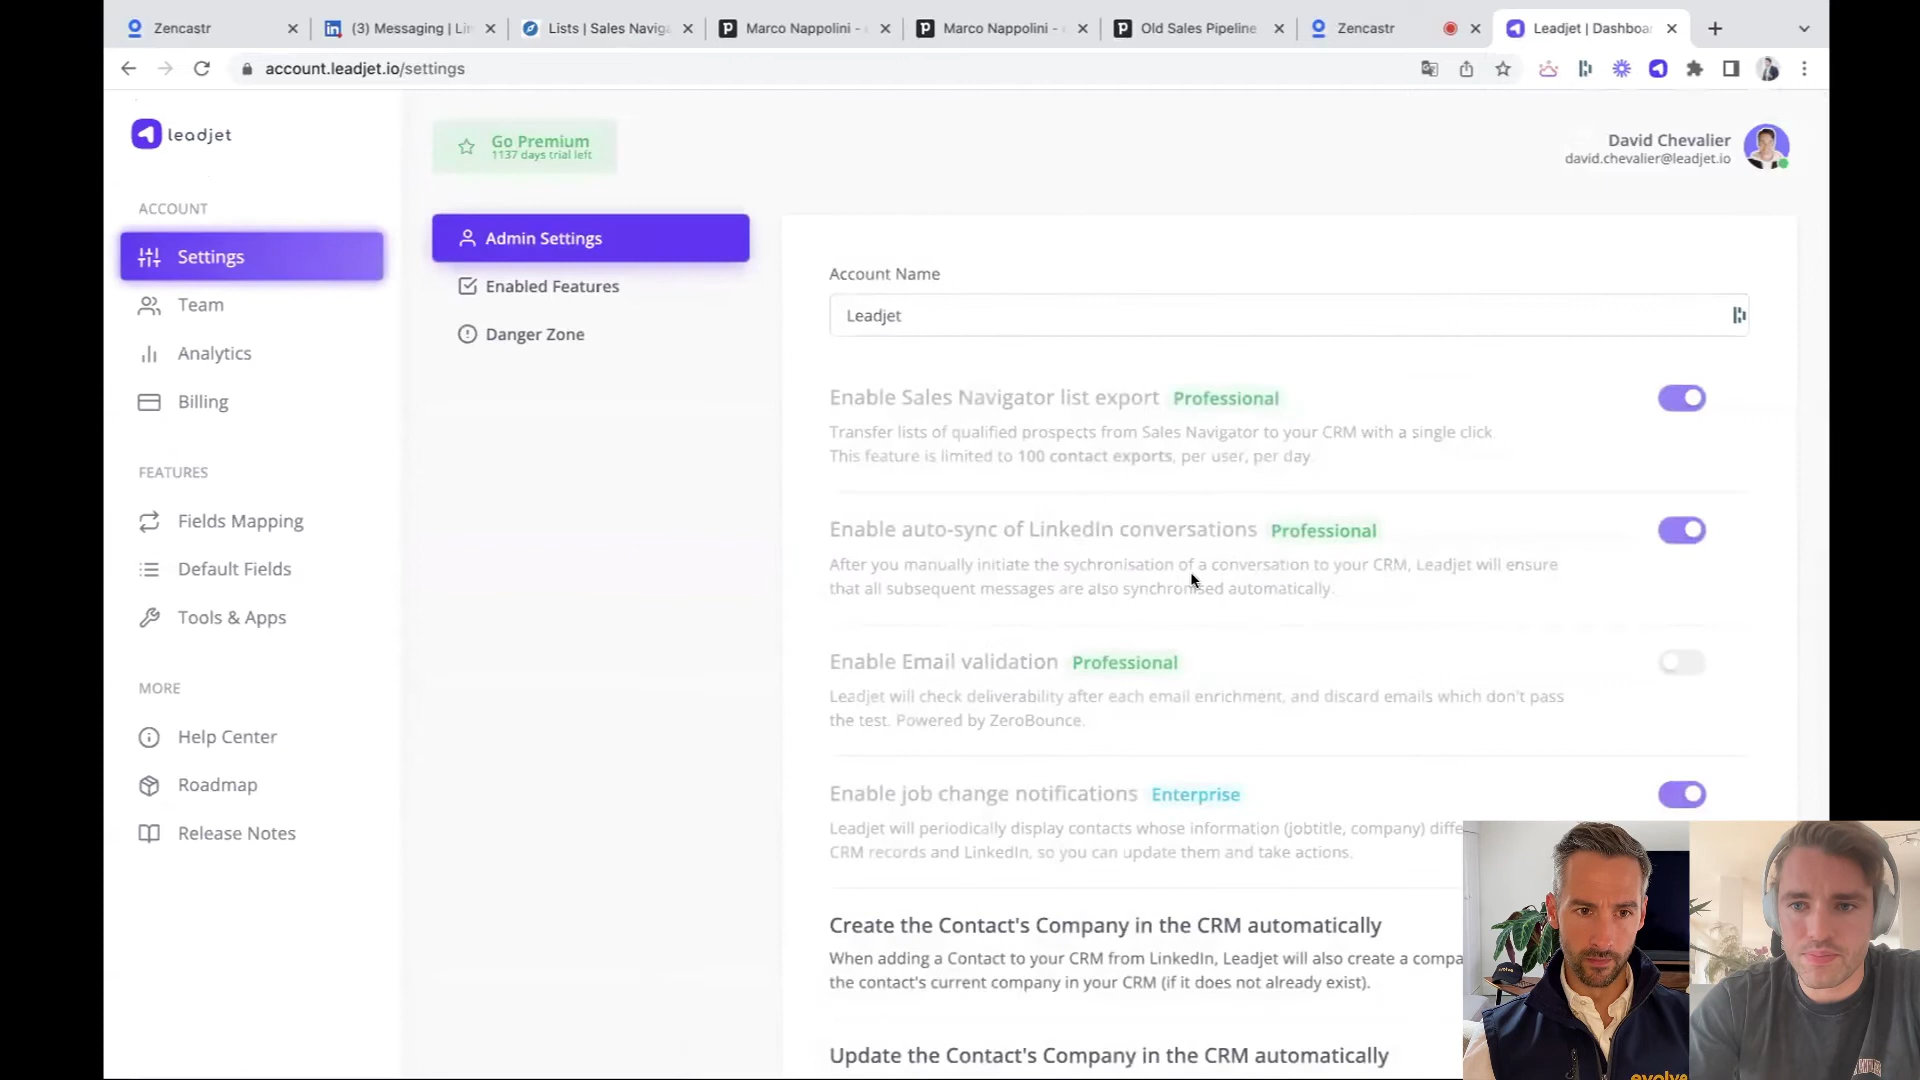 Zencastr
(3) Messaging | Lin
Lists | Sales Naviga
Marco Nappolini -
Marco Nappolini -
Old Sales Pipeline
Zencastr
Leadjet | Dashboa
account.leadjet.io/settings
leadjet
Go Premium
1137 days trial left
David Chevalier
david.chevalier@leadjet.io
ACCOUNT
Settings
Team
Analytics
Billing
FEATURES
Fields Mapping
Default Fields
Tools & Apps
MORE
Help Center
Roadmap
Release Notes
Admin Settings
Enabled Features
Danger Zone
Account Name
Leadjet
Enable Sales Navigator list export Professional
Transfer lists of qualified prospects from Sales Navigator to your CRM with a single click
This feature is limited to 100 contact exports, per user, per day
Enable auto-sync of LinkedIn conversations Professional
After you manually initiate the sychronisation of a conversation to your CRM, Leadjet will ensure
that all subsequent messages are also synchronised automatically.
Enable Email validation Professional
Leadjet will check deliverability after each email enrichment, and discard emails which don't pass
the test. Powered by ZeroBounce.
Enable job change notifications Enterprise
Leadjet will periodically display contacts whose information (jobtitle, company) diffe
CRM records and LinkedIn, so you can update them and take actions.
Create the Contact's Company in the CRM automatically
When adding a Contact to your CRM from LinkedIn, Leadjet will also create a compa
the contact's current company in your CRM (if it does not already exist).
Update the Contact's Company in the CRM automatically
evolve